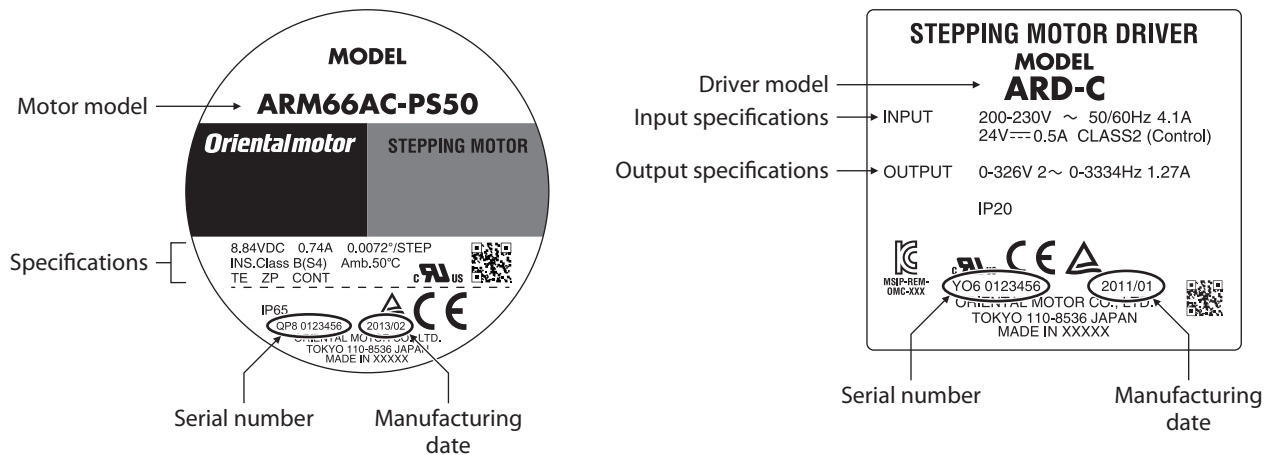 MODEL
Motor model
ARM66AC-PS50
Orientalmotor
STEPPING MOTOR
Specifications
8.84VDC 0.74A 0.0072°/STEP
INS.Class B(S4) Amb.50℃
TE ZP CONT
C US
IP65
CE
QP8 0123456 2013/02
ORIENTAL MOTOR CO., LTD.
TOKYO 110-8536 JAPAN
MADE IN XXXXX
Serial number
Manufacturing
date
STEPPING MOTOR DRIVER
MODEL
Driver model
ARD-C
Input specifications
INPUT 200-230V ～ 50/60Hz 4.1A
24V⎓0.5A CLASS2 (Control)
Output specifications
OUTPUT 0-326V 2～ 0-3334Hz 1.27A
IP20
MSIP-REM-
OMC-XXX
C US
CE
YO6 0123456 2011/01
ORIENTAL MOTOR CO., LTD.
TOKYO 110-8536 JAPAN
MADE IN XXXXX
Serial number
Manufacturing
date